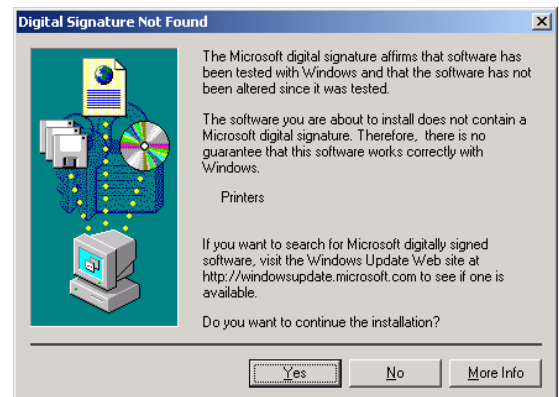 Digital Signature Not Found
The Microsoft digital signature affirms that software has
been tested with Windows and that the software has not
been altered since it was tested.
The software you are about to install does not contain a
Microsoft digital signature. Therefore, there is no
guarantee that this software works correctly with
Windows.
Printers
If you want to search for Microsoft digitally signed
software, visit the Windows Update Web site at
http://windowsupdate.microsoft.com to see if one is
available.
Do you want to continue the installation?
Yes
No
More Info